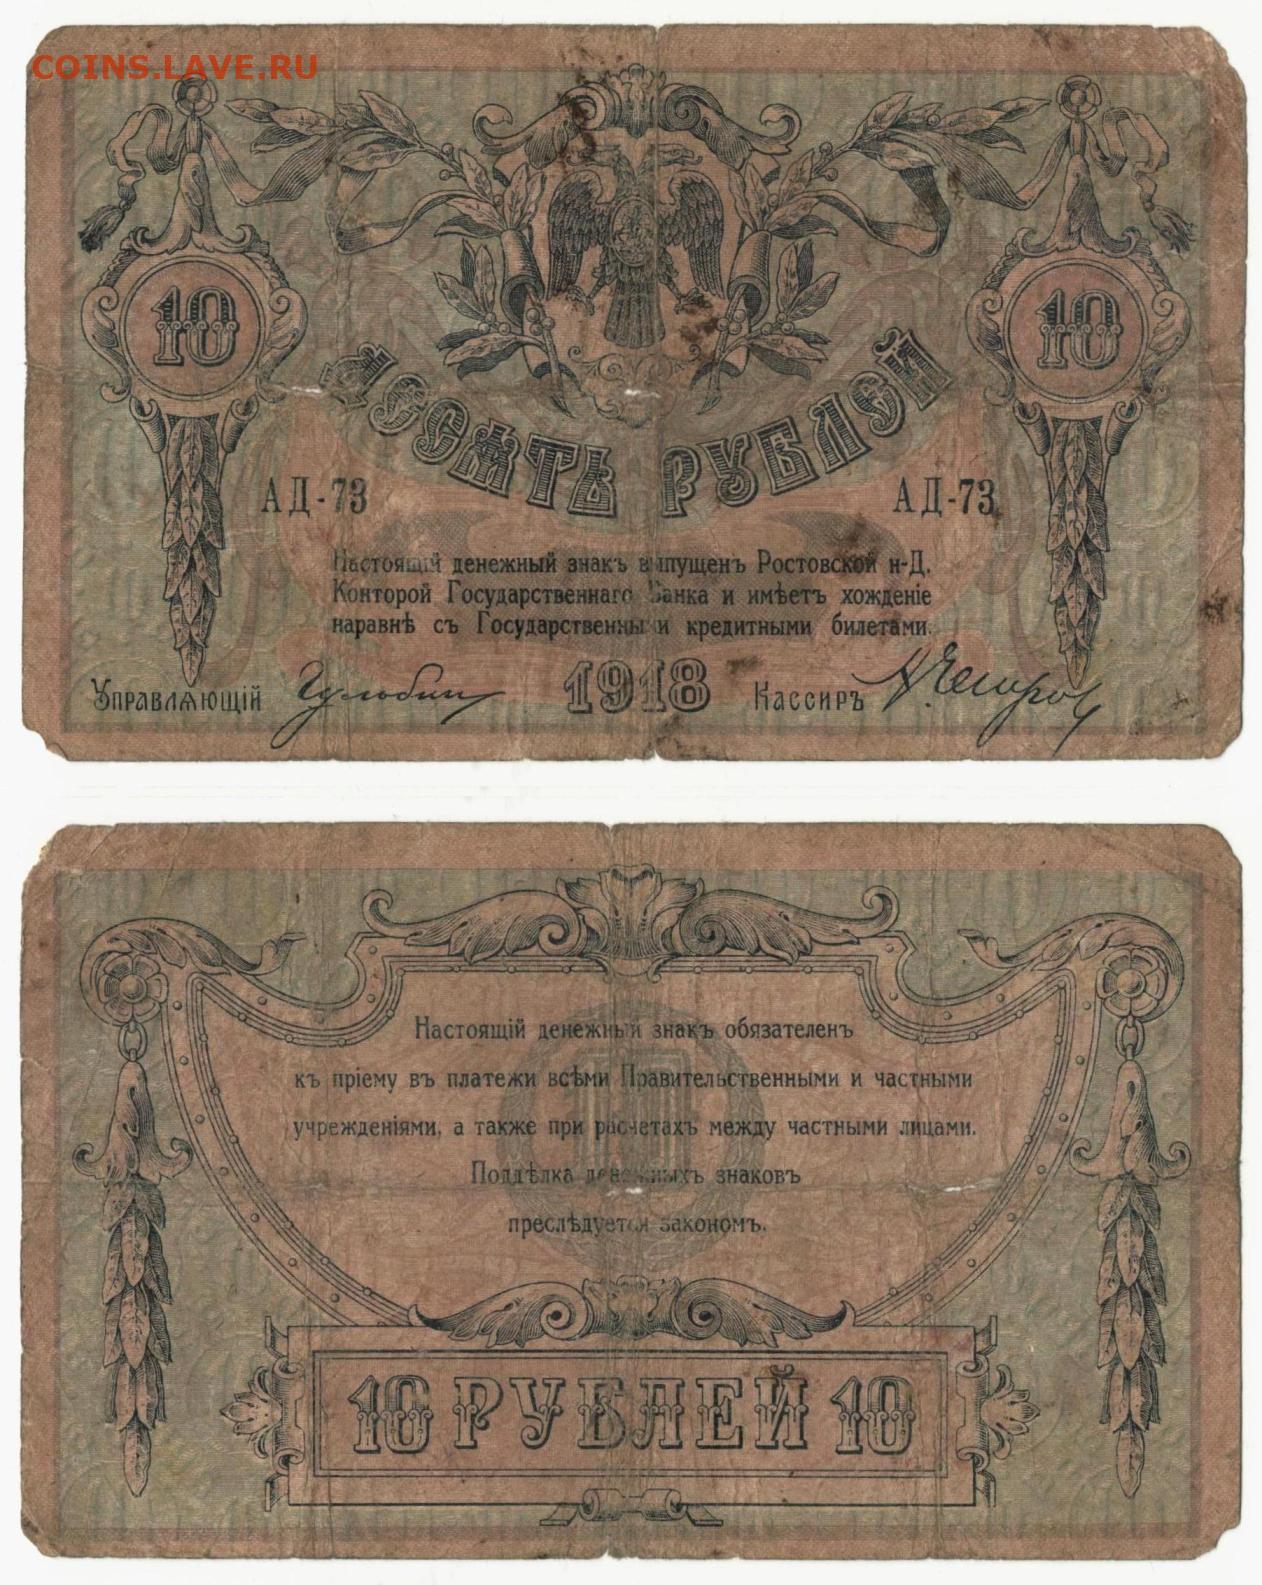 COINS.LAVE.RU
10 10
ДЕСЯТЬ РУБЛЕЙ
АД-73 АД-73
Настоящій денежный знакъ выпущенъ Ростовской н-Д.
Конторой Государственнаго Банка и имѣетъ хожденіе
наравнѣ съ Государственными кредитными билетами.
Управляющій 1918 Кассиръ
Настоящій денежный знакъ обязателенъ
къ пріему въ платежи всѣми Правительственными и частными
учрежденіями, а также при расчетахъ между частными лицами.
Поддѣлка денежныхъ знаковъ
преслѣдуется закономъ.
10 РУБЛЕЙ 10